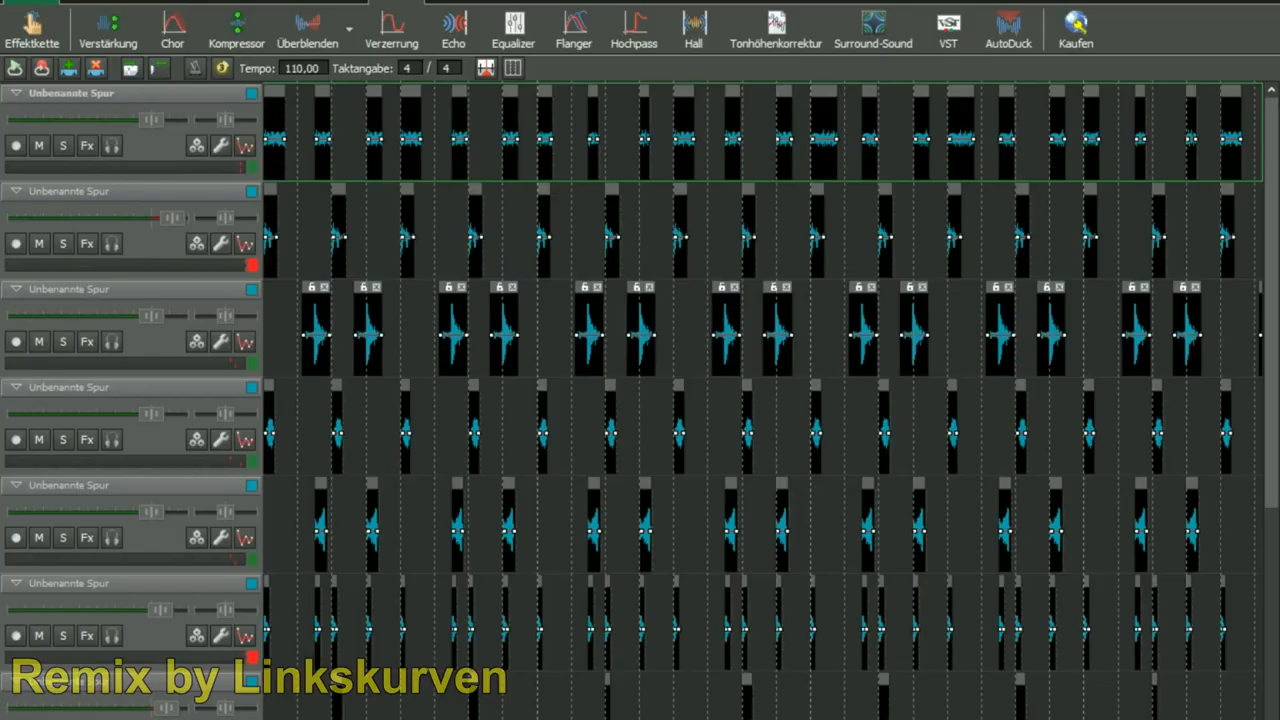 Effektkette Verstärkung Chor Kompressor Überblenden Verzerrung Echo Equalizer Flanger Hochpass Hall Tonhöhenkorrektur Surround-Sound VST AutoDuck Kaufen
Tempo: 110,00 Taktangabe: 4 / 4
Unbenannte Spur
M S Fx
Unbenannte Spur
M S Fx
Unbenannte Spur
M S Fx
Unbenannte Spur
M S Fx
Unbenannte Spur
M S Fx
Unbenannte Spur
M S Fx
Remix by Linkskurven